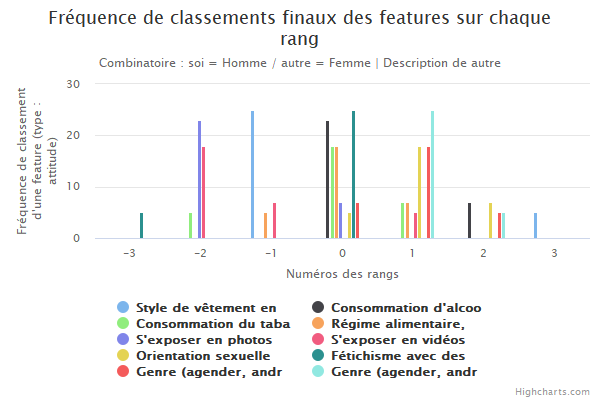 Fréquence de classements finaux des features sur chaque
rang
Combinatoire : soi = Homme / autre = Femme | Description de autre
Fréquence de classement
d'une feature (type :
attitude)
30
20
10
0
−3
−2
−1
0
1
2
3
Numéros des rangs
Style de vêtement en
Consommation d'alcoo
Consommation du taba
Régime alimentaire,
S'exposer en photos
S'exposer en vidéos
Orientation sexuelle
Fétichisme avec des
Genre (agender, andr
Genre (agender, andr
Highcharts.com